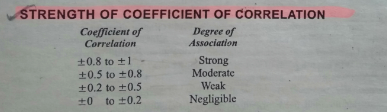 STRENGTH OF COEFFICIENT OF CORRELATION
Coefficient of Degree of
Correlation Association
±0.8 to ±1 Strong
±0.5 to ±0.8 Moderate
±0.2 to ±0.5 Weak
±0 to ±0.2 Negligible